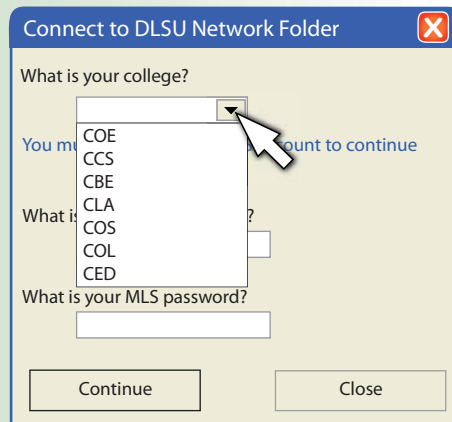 Connect to DLSU Network Folder
What is your college?
COE
You mu ount to continue
CCS
CBE
CLA
What is ?
COS
COL
CED
What is your MLS password?
Continue
Close